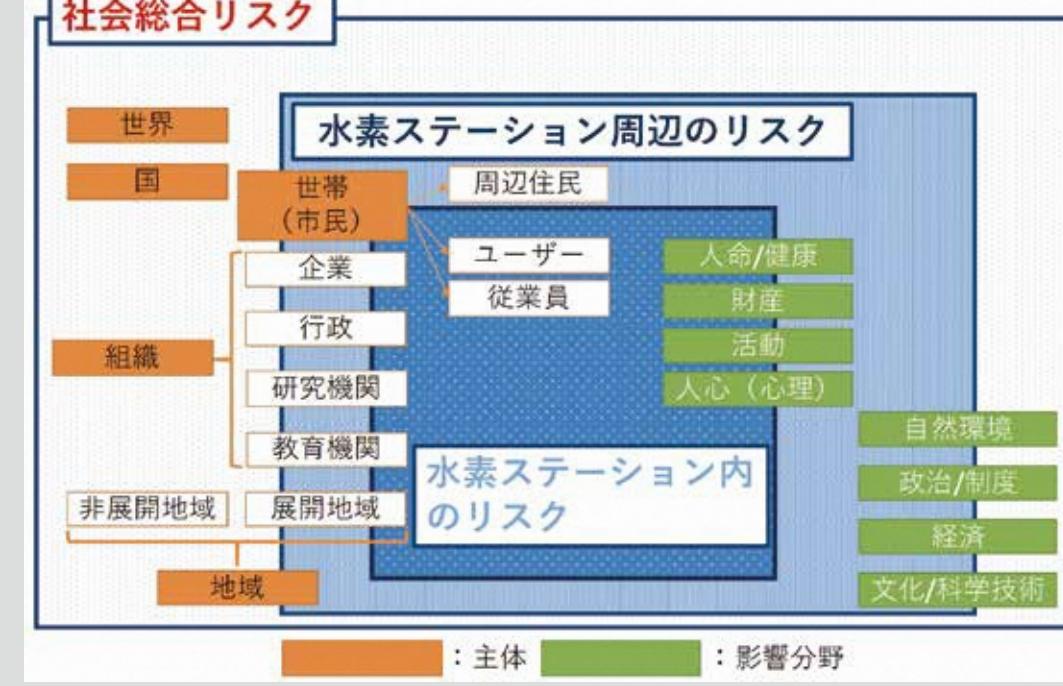 社会総合リスク
世界
国
水素ステーション周辺のリスク
世帯
（市民）
周辺住民
ユーザー
従業員
企業
行政
組織
研究機関
教育機関
非展開地域
展開地域
地域
人命/健康
財産
活動
人心（心理）
水素ステーション内
のリスク
自然環境
政治/制度
経済
文化/科学技術
：主体
：影響分野